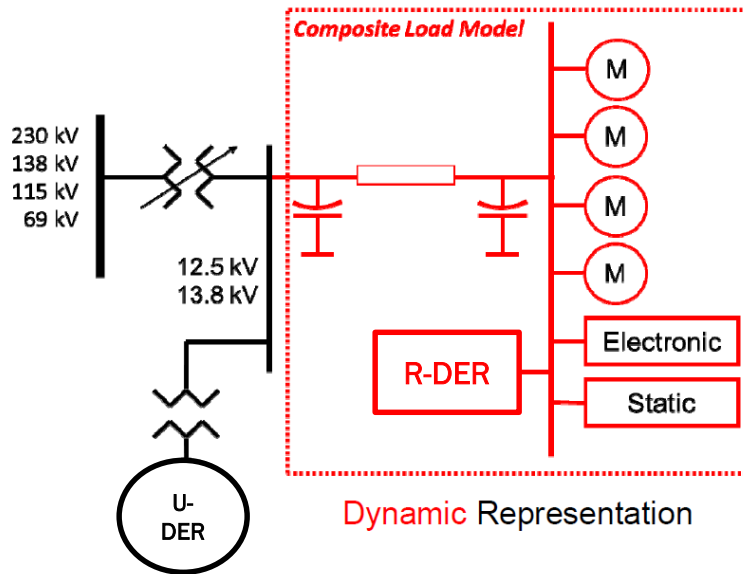 Composite Load Model
M
230 kV
138 kV
115 kV
69 kV
M
M
12.5 kV
13.8 kV
M
Electronic
R-DER
Static
U-
DER
Dynamic Representation